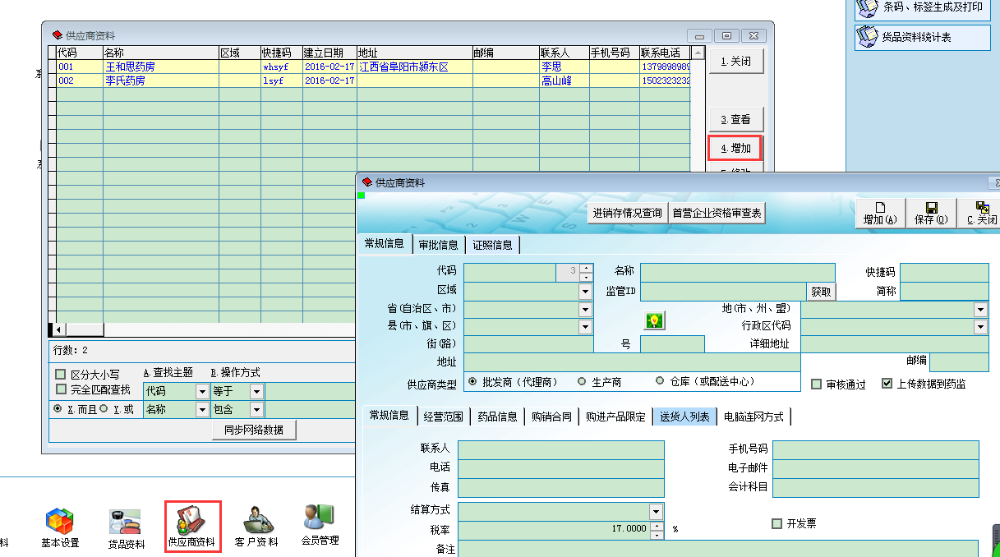 条码、标签生成及打印
货品资料统计表
供应商资料
代码 名称 区域 快捷码 建立日期 地址 邮编 联系人 手机号码 联系电话
001 王和思药房 whsyf 2016-02-17 江西省阜阳市颍东区 李思 137989898
002 李氏药房 lsyf 2016-02-17 高山峰 150232323
1.关闭
3.查看
4.增加
行数: 2
区分大小写 A.查找主题 B.操作方式
完全匹配查找 代码 等于
X.而且 Y.或 名称 包含
同步网络数据
供应商资料
进销存情况查询 首营企业资格审查表 增加(A) 保存(O) C.关闭
常规信息 审批信息 证照信息
代码 3 名称 快捷码
区域 监管ID 获取 简称
省(自治区、市) 地(市、州、盟)
县(市、旗、区) 行政区代码
街(路) 号 详细地址
地址 邮编
供应商类型 批发商（代理商） 生产商 仓库（或配送中心） 审核通过 上传数据到药监
常规信息 经营范围 药品信息 购销合同 购进产品限定 送货人列表 电脑连网方式
联系人 手机号码
电话 电子邮件
传真 会计科目
结算方式
税率 17.0000 % 开发票
备注
料 基本设置 货品资料 供应商资料 客户资料 会员管理